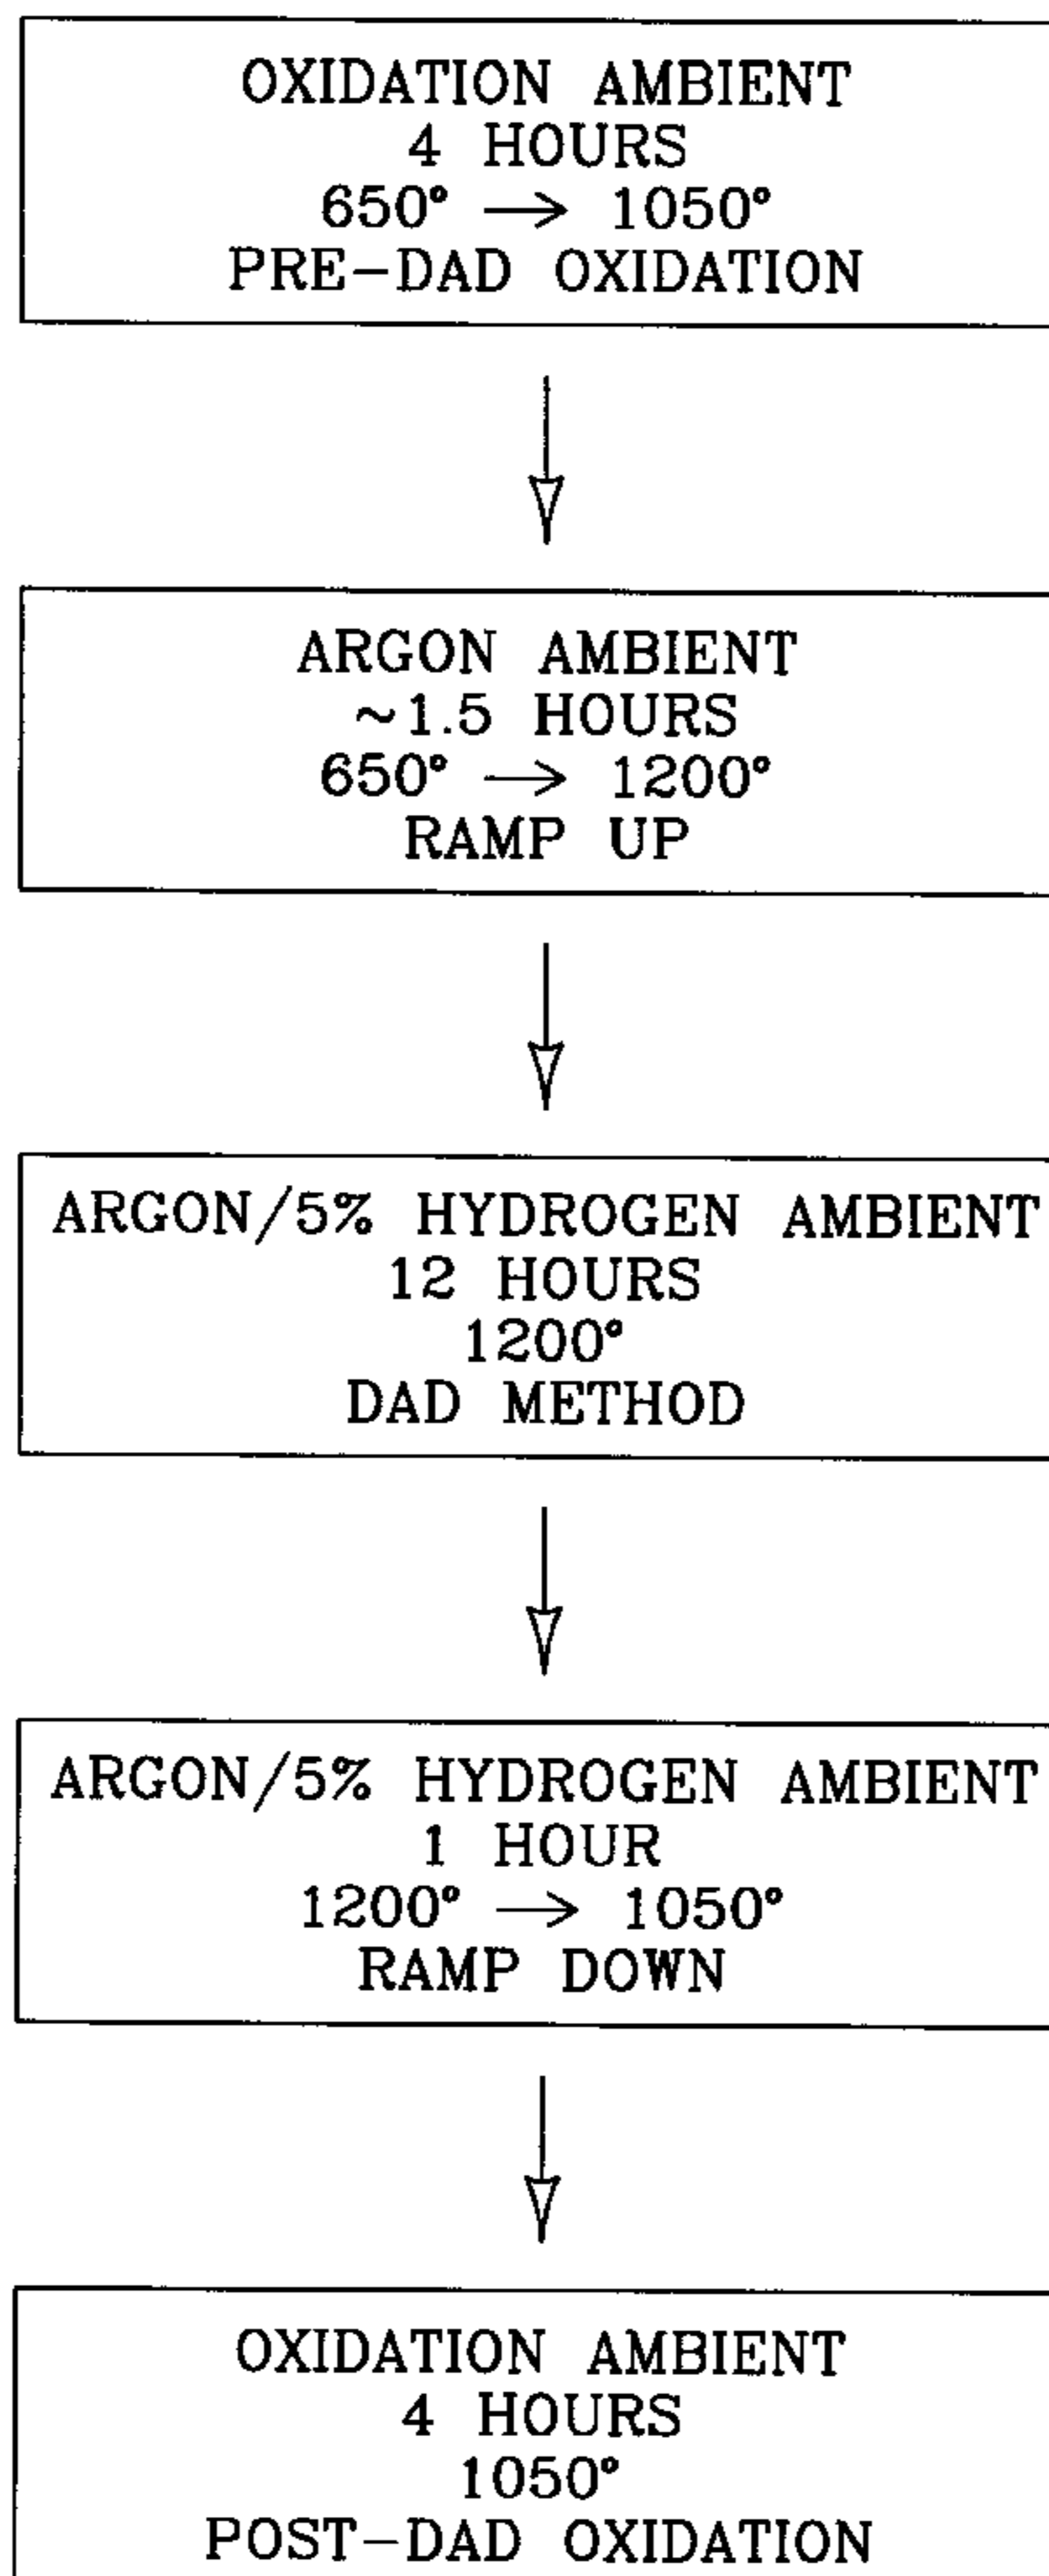 OXIDATION AMBIENT
4 HOURS
650° → 1050°
PRE-DAD OXIDATION
ARGON AMBIENT
~1.5 HOURS
650° → 1200°
RAMP UP
ARGON/5% HYDROGEN AMBIENT
12 HOURS
1200°
DAD METHOD
ARGON/5% HYDROGEN AMBIENT
1 HOUR
1200° → 1050°
RAMP DOWN
OXIDATION AMBIENT
4 HOURS
1050°
POST-DAD OXIDATION